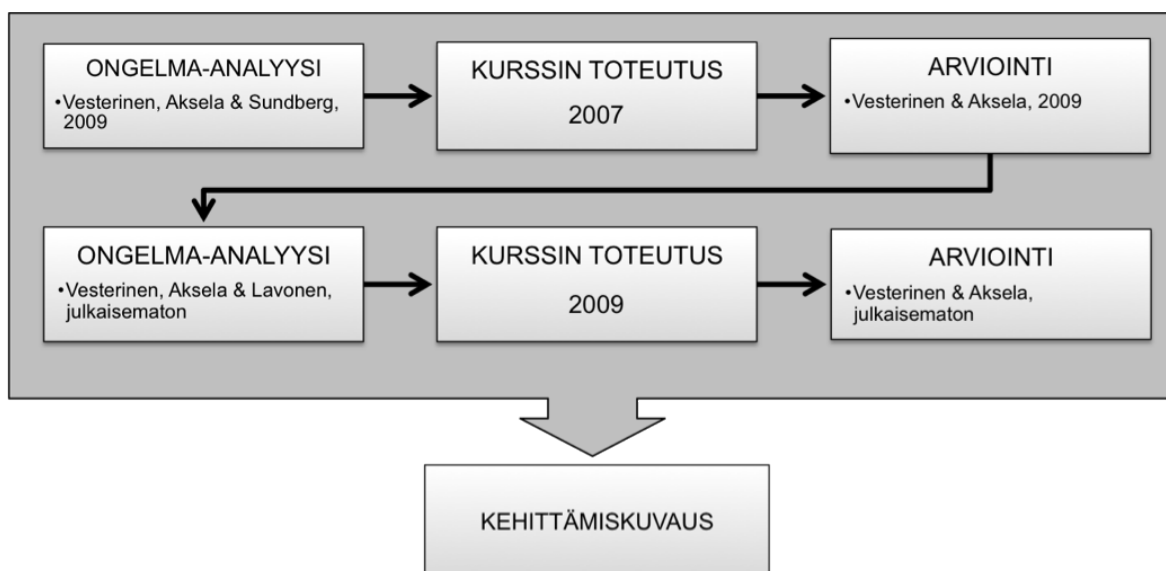 ONGELMA-ANALYYSI
•Vesterinen, Aksela & Sundberg,
2009
KURSSIN TOTEUTUS
2007
ARVIOINTI
•Vesterinen & Aksela, 2009
ONGELMA-ANALYYSI
•Vesterinen, Aksela & Lavonen,
julkaisematon
KURSSIN TOTEUTUS
2009
ARVIOINTI
•Vesterinen & Aksela,
julkaisematon
KEHITTÄMISKUVAUS